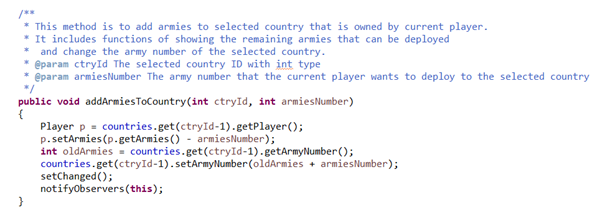 /**
 * This method is to add armies to selected country that is owned by current player.
 * It includes functions of showing the remaining armies that can be deployed
 *  and change the army number of the selected country.
 * @param ctryId The selected country ID with int type
 * @param armiesNumber The army number that the current player wants to deploy to the selected country
 */
public void addArmiesToCountry(int ctryId, int armiesNumber)
{
    Player p = countries.get(ctryId-1).getPlayer();
    p.setArmies(p.getArmies() - armiesNumber);
    int oldArmies = countries.get(ctryId-1).getArmyNumber();
    countries.get(ctryId-1).setArmyNumber(oldArmies + armiesNumber);
    setChanged();
    notifyObservers(this);
}